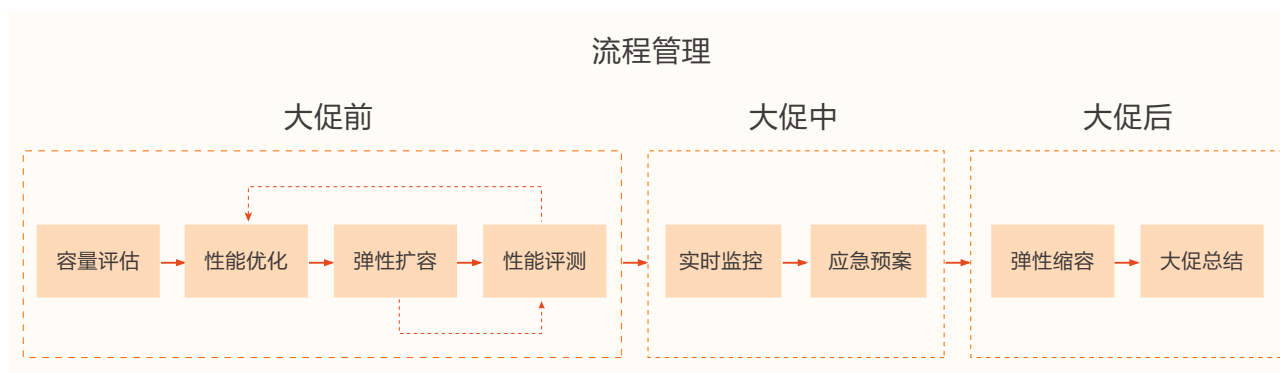 流程管理
大促前
大促中
大促后
容量评估
性能优化
弹性扩容
性能评测
实时监控
应急预案
弹性缩容
大促总结